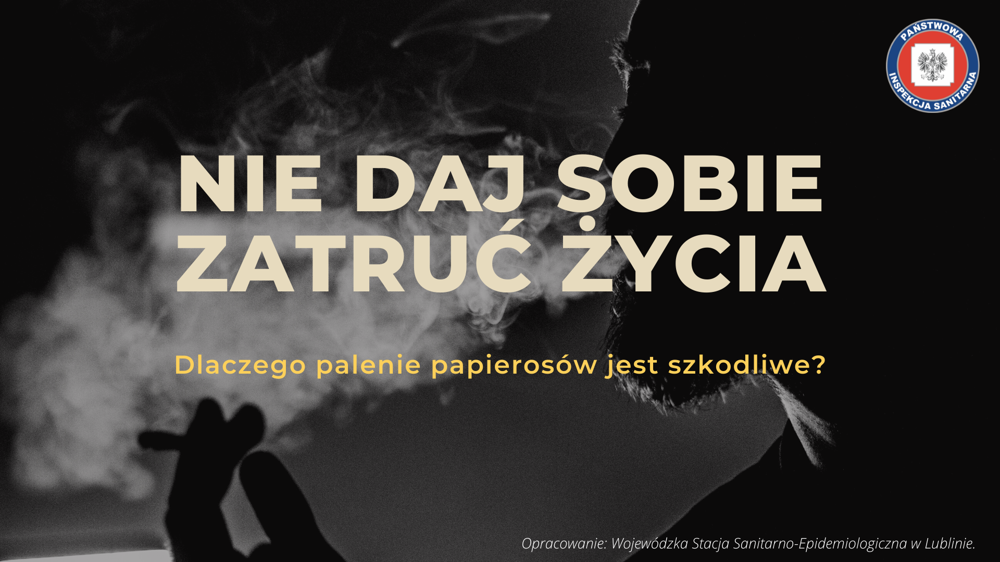 PAŃSTWOWA
INSPEKCJA SANITARNA
NIE DAJ SOBIE
ZATRUĆ ŻYCIA
Dlaczego palenie papierosów jest szkodliwe?
Opracowanie: Wojewódzka Stacja Sanitarno-Epidemiologiczna w Lublinie.